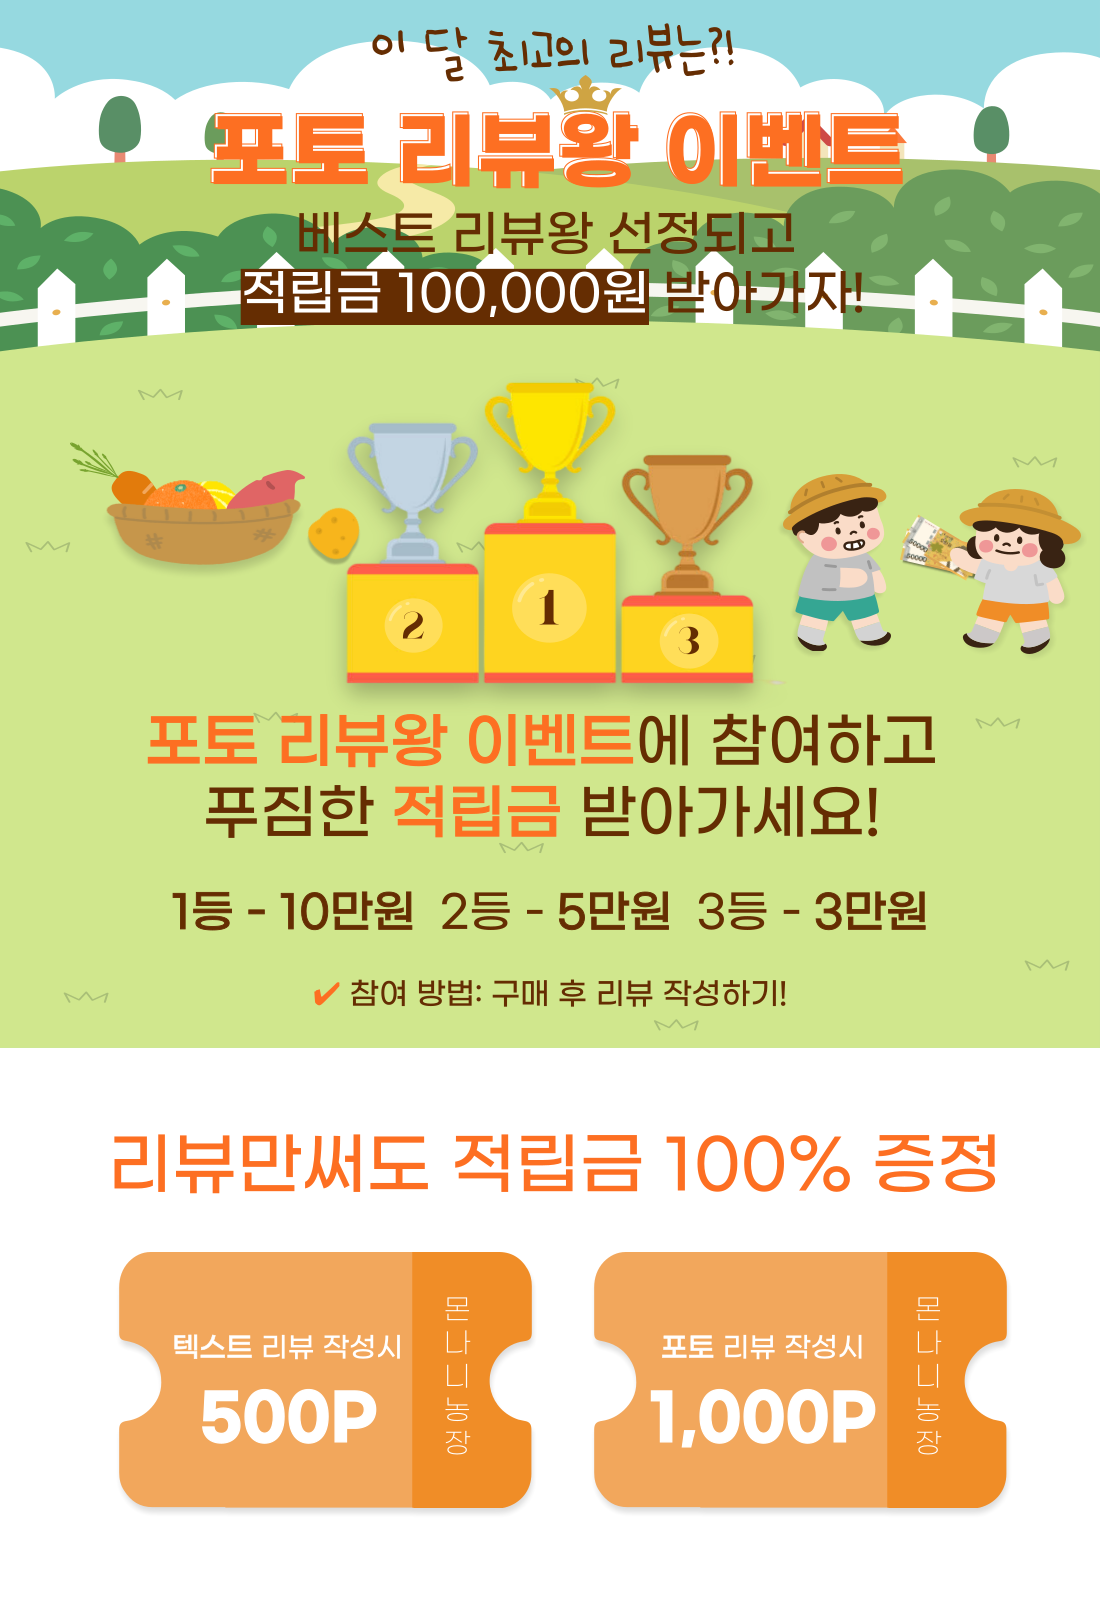 이 달 최고의 리뷰는?!
포토 리뷰왕 이벤트
베스트 리뷰왕 선정되고
적립금 100,000원 받아가자!
50000
50000
2
1
3
포토 리뷰왕 이벤트에 참여하고
푸짐한 적립금 받아가세요!
1등 - 10만원 2등 - 5만원 3등 - 3만원
✔ 참여 방법: 구매 후 리뷰 작성하기!
리뷰만써도 적립금 100% 증정
텍스트 리뷰 작성시
500P
몬나니농장
포토 리뷰 작성시
1,000P
몬나니농장